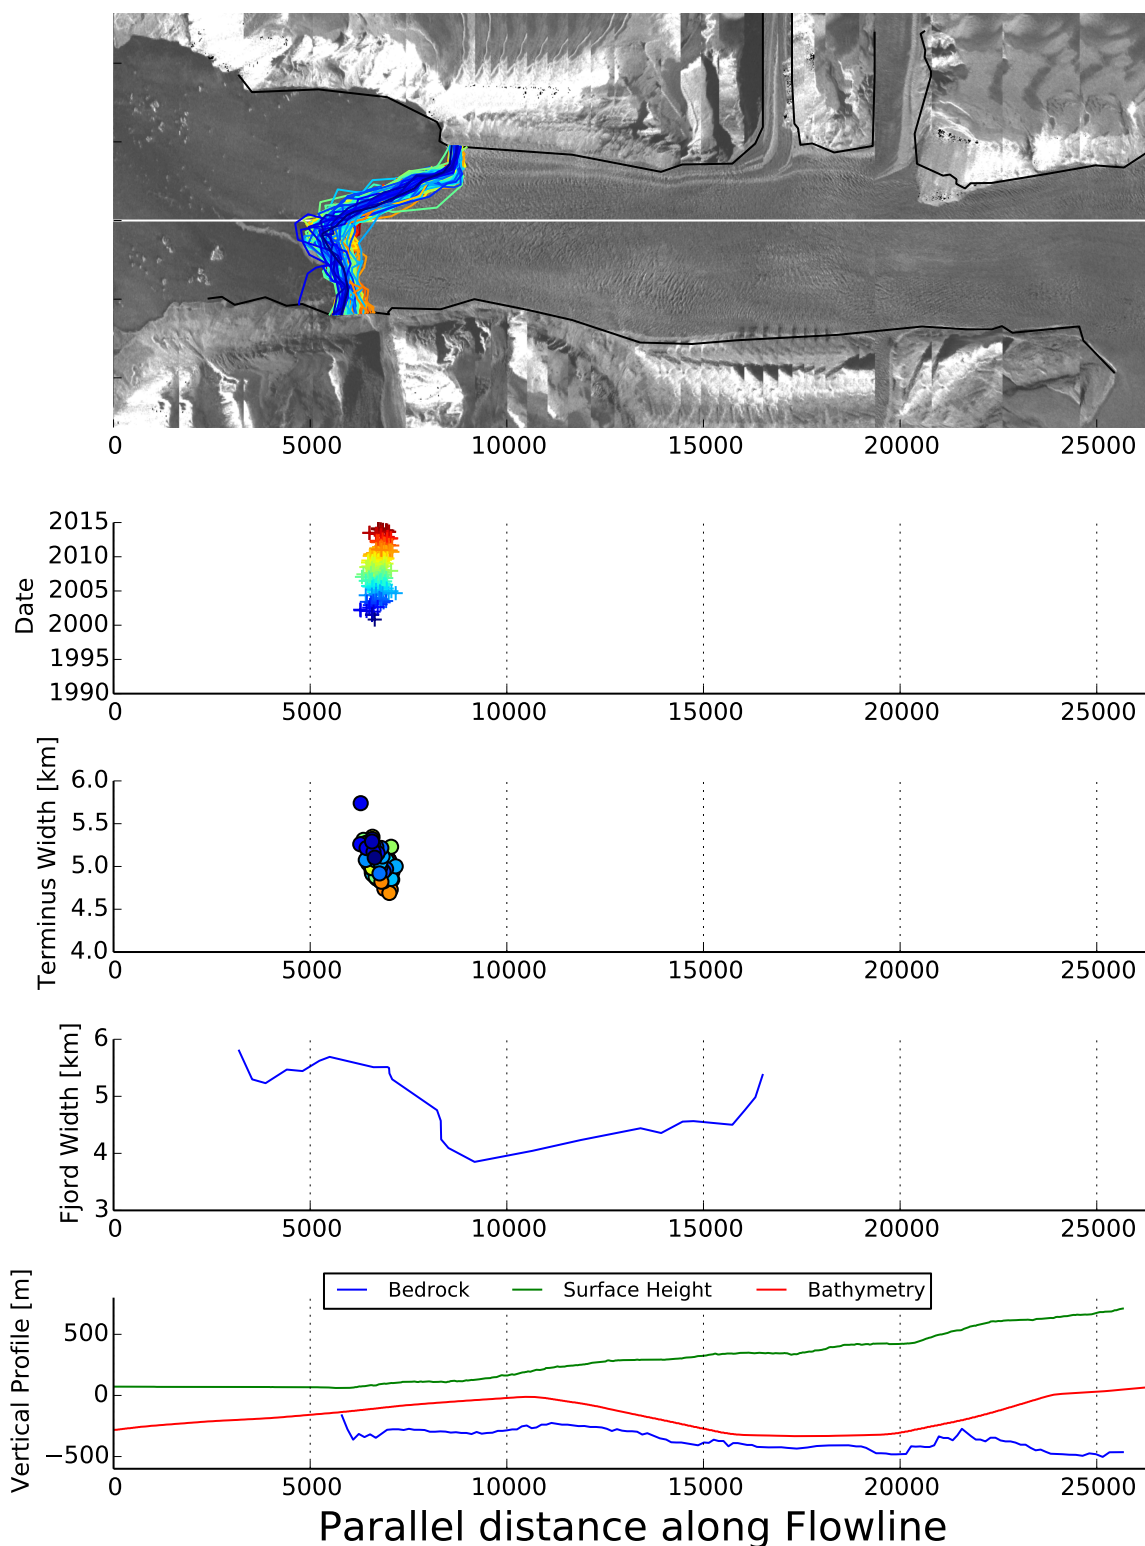 0 5000 10000 15000 20000 25000
Date
2015
2010
2005
2000
1995
1990
0 5000 10000 15000 20000 25000
Terminus Width [km]
6.0
5.5
5.0
4.5
4.0
0 5000 10000 15000 20000 25000
Fjord Width [km]
6
5
4
3
0 5000 10000 15000 20000 25000
Vertical Profile [m]
Bedrock Surface Height Bathymetry
500
0
−500
0 5000 10000 15000 20000 25000
Parallel distance along Flowline